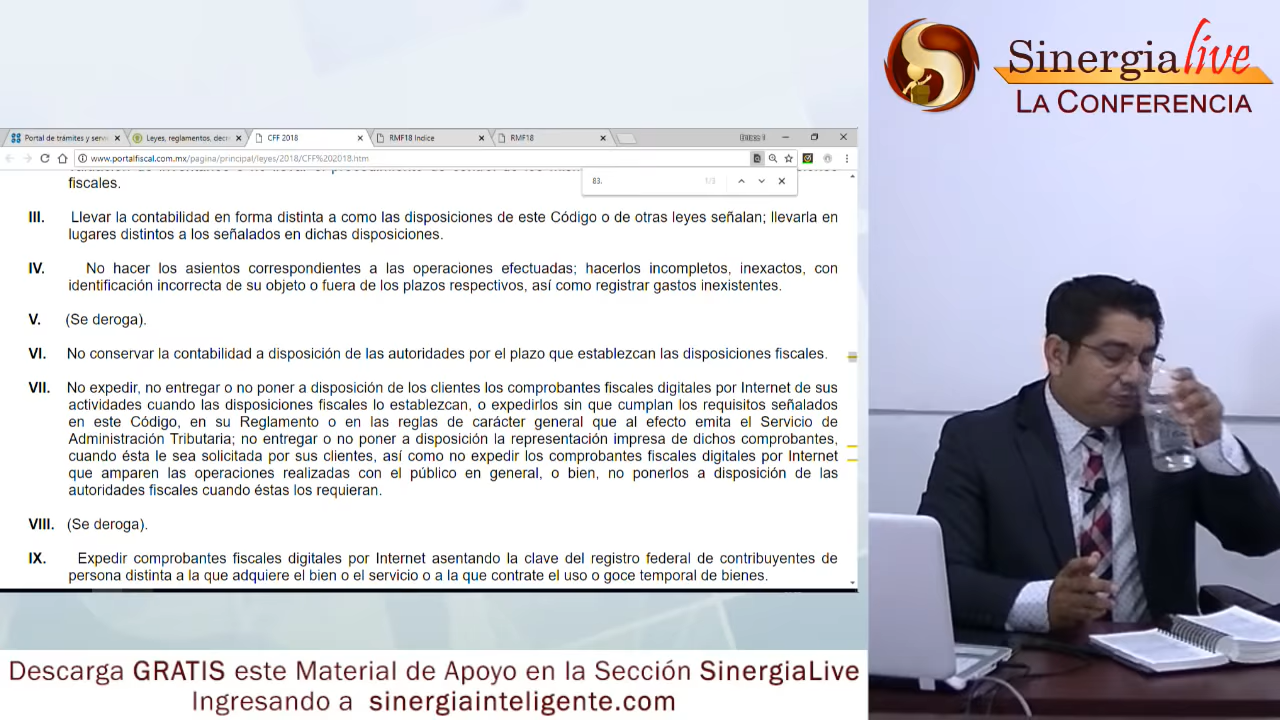 Sinergia live
LA CONFERENCIA
Portal de trámites y servi
Leyes, reglamentos, decre
CFF 2018
RMF18 Indice
RMF18
www.portalfiscal.com.mx/pagina/principal/leyes/2018/CFF%202018.htm
83.
1/3
fiscales.
III. Llevar la contabilidad en forma distinta a como las disposiciones de este Código o de otras leyes señalan; llevarla en
lugares distintos a los señalados en dichas disposiciones.
IV. No hacer los asientos correspondientes a las operaciones efectuadas; hacerlos incompletos, inexactos, con
identificación incorrecta de su objeto o fuera de los plazos respectivos, así como registrar gastos inexistentes.
V. (Se deroga).
VI. No conservar la contabilidad a disposición de las autoridades por el plazo que establezcan las disposiciones fiscales.
VII. No expedir, no entregar o no poner a disposición de los clientes los comprobantes fiscales digitales por Internet de sus
actividades cuando las disposiciones fiscales lo establezcan, o expedirlos sin que cumplan los requisitos señalados
en este Código, en su Reglamento o en las reglas de carácter general que al efecto emita el Servicio de
Administración Tributaria; no entregar o no poner a disposición la representación impresa de dichos comprobantes,
cuando ésta le sea solicitada por sus clientes, así como no expedir los comprobantes fiscales digitales por Internet
que amparen las operaciones realizadas con el público en general, o bien, no ponerlos a disposición de las
autoridades fiscales cuando éstas los requieran.
VIII. (Se deroga).
IX. Expedir comprobantes fiscales digitales por Internet asentando la clave del registro federal de contribuyentes de
persona distinta a la que adquiere el bien o el servicio o a la que contrate el uso o goce temporal de bienes.
Descarga GRATIS este Material de Apoyo en la Sección SinergiaLive
Ingresando a sinergiainteligente.com